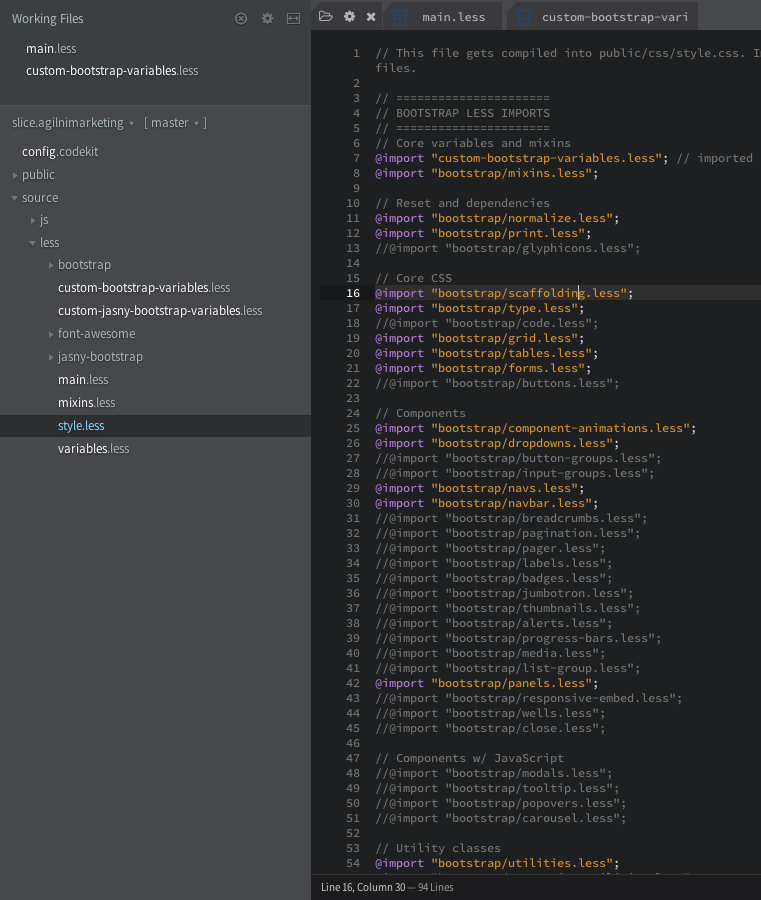 Working Files
main.less
custom-bootstrap-variables.less
slice.agilnimarketing [ master ]
config.codekit
public
source
js
less
bootstrap
custom-bootstrap-variables.less
custom-jasny-bootstrap-variables.less
font-awesome
jasny-bootstrap
main.less
mixins.less
style.less
variables.less
main.less custom-bootstrap-vari
1 // This file gets compiled into public/css/style.css.
files.
2
3 // ======================
4 // BOOTSTRAP LESS IMPORTS
5 // ======================
6 // Core variables and mixins
7 @import "custom-bootstrap-variables.less"; // imported
8 @import "bootstrap/mixins.less";
9
10 // Reset and dependencies
11 @import "bootstrap/normalize.less";
12 @import "bootstrap/print.less";
13 //@import "bootstrap/glyphicons.less";
14
15 // Core CSS
16 @import "bootstrap/scaffolding.less";
17 @import "bootstrap/type.less";
18 //@import "bootstrap/code.less";
19 @import "bootstrap/grid.less";
20 @import "bootstrap/tables.less";
21 @import "bootstrap/forms.less";
22 //@import "bootstrap/buttons.less";
23
24 // Components
25 @import "bootstrap/component-animations.less";
26 @import "bootstrap/dropdowns.less";
27 //@import "bootstrap/button-groups.less";
28 //@import "bootstrap/input-groups.less";
29 @import "bootstrap/navs.less";
30 @import "bootstrap/navbar.less";
31 //@import "bootstrap/breadcrumbs.less";
32 //@import "bootstrap/pagination.less";
33 //@import "bootstrap/pager.less";
34 //@import "bootstrap/labels.less";
35 //@import "bootstrap/badges.less";
36 //@import "bootstrap/jumbotron.less";
37 //@import "bootstrap/thumbnails.less";
38 //@import "bootstrap/alerts.less";
39 //@import "bootstrap/progress-bars.less";
40 //@import "bootstrap/media.less";
41 //@import "bootstrap/list-group.less";
42 @import "bootstrap/panels.less";
43 //@import "bootstrap/responsive-embed.less";
44 //@import "bootstrap/wells.less";
45 //@import "bootstrap/close.less";
46
47 // Components w/ JavaScript
48 //@import "bootstrap/modals.less";
49 //@import "bootstrap/tooltip.less";
50 //@import "bootstrap/popovers.less";
51 //@import "bootstrap/carousel.less";
52
53 // Utility classes
54 @import "bootstrap/utilities.less";
Line 16, Column 30 — 94 Lines